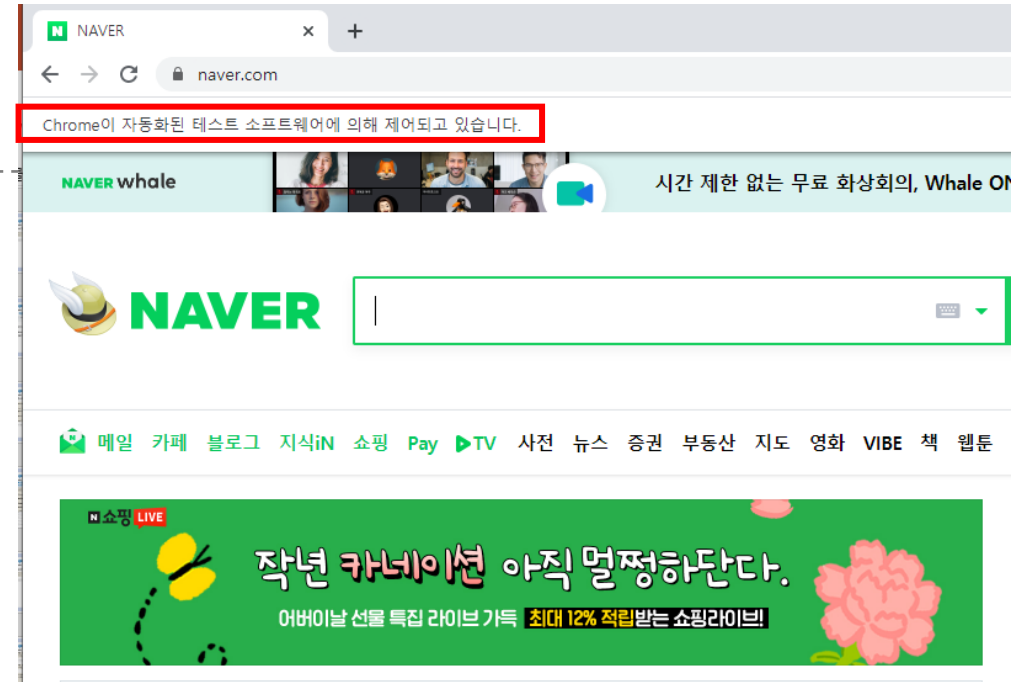 NAVER
naver.com
Chrome이 자동화된 테스트 소프트웨어에 의해 제어되고 있습니다.
NAVER whale
시간 제한 없는 무료 화상회의, Whale ON
NAVER
메일 카페 블로그 지식iN 쇼핑 Pay TV 사전 뉴스 증권 부동산 지도 영화 VIBE 책 웹툰
N쇼핑 LIVE
작년 카네이션 아직 멀쩡하단다.
어버이날 선물 특집 라이브 가득 최대 12% 적립받는 쇼핑라이브!